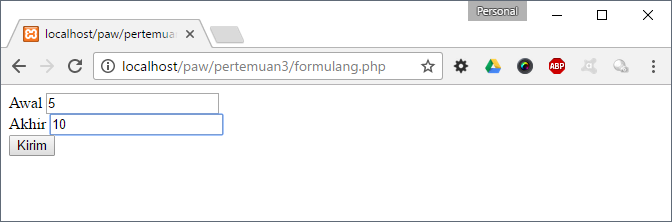 Personal
localhost/paw/pertemua
localhost/paw/pertemuan3/formulang.php
ABP
Awal 5
Akhir 10
Kirim